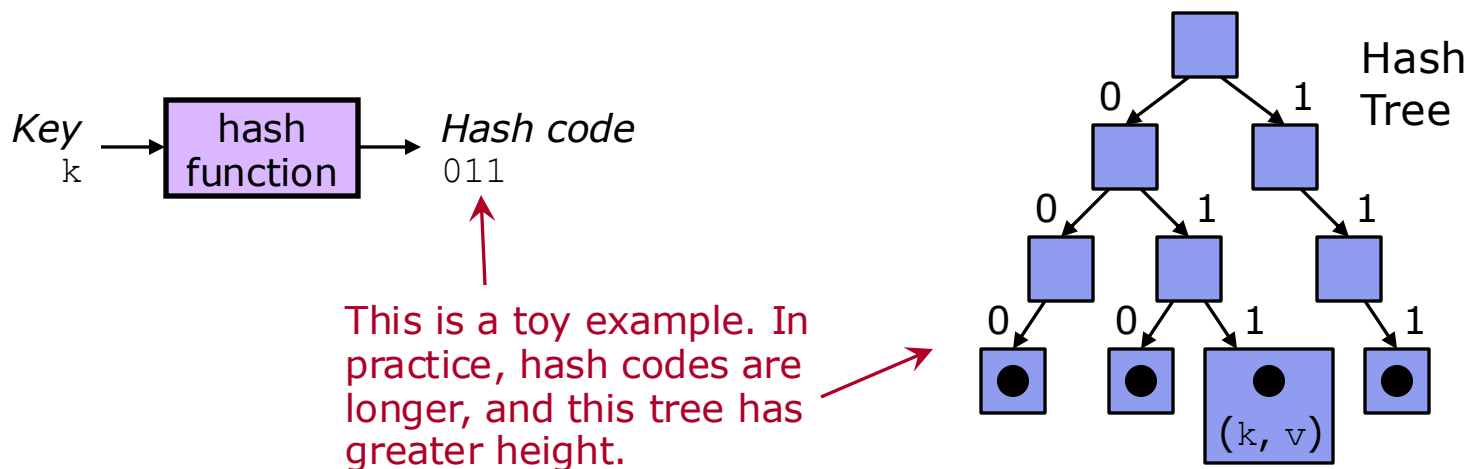 Key
k
hash
function
Hash code
011
This is a toy example. In
practice, hash codes are
longer, and this tree has
greater height.
Hash
Tree
0 1
0 1 1
0 0 1 1
(k, v)